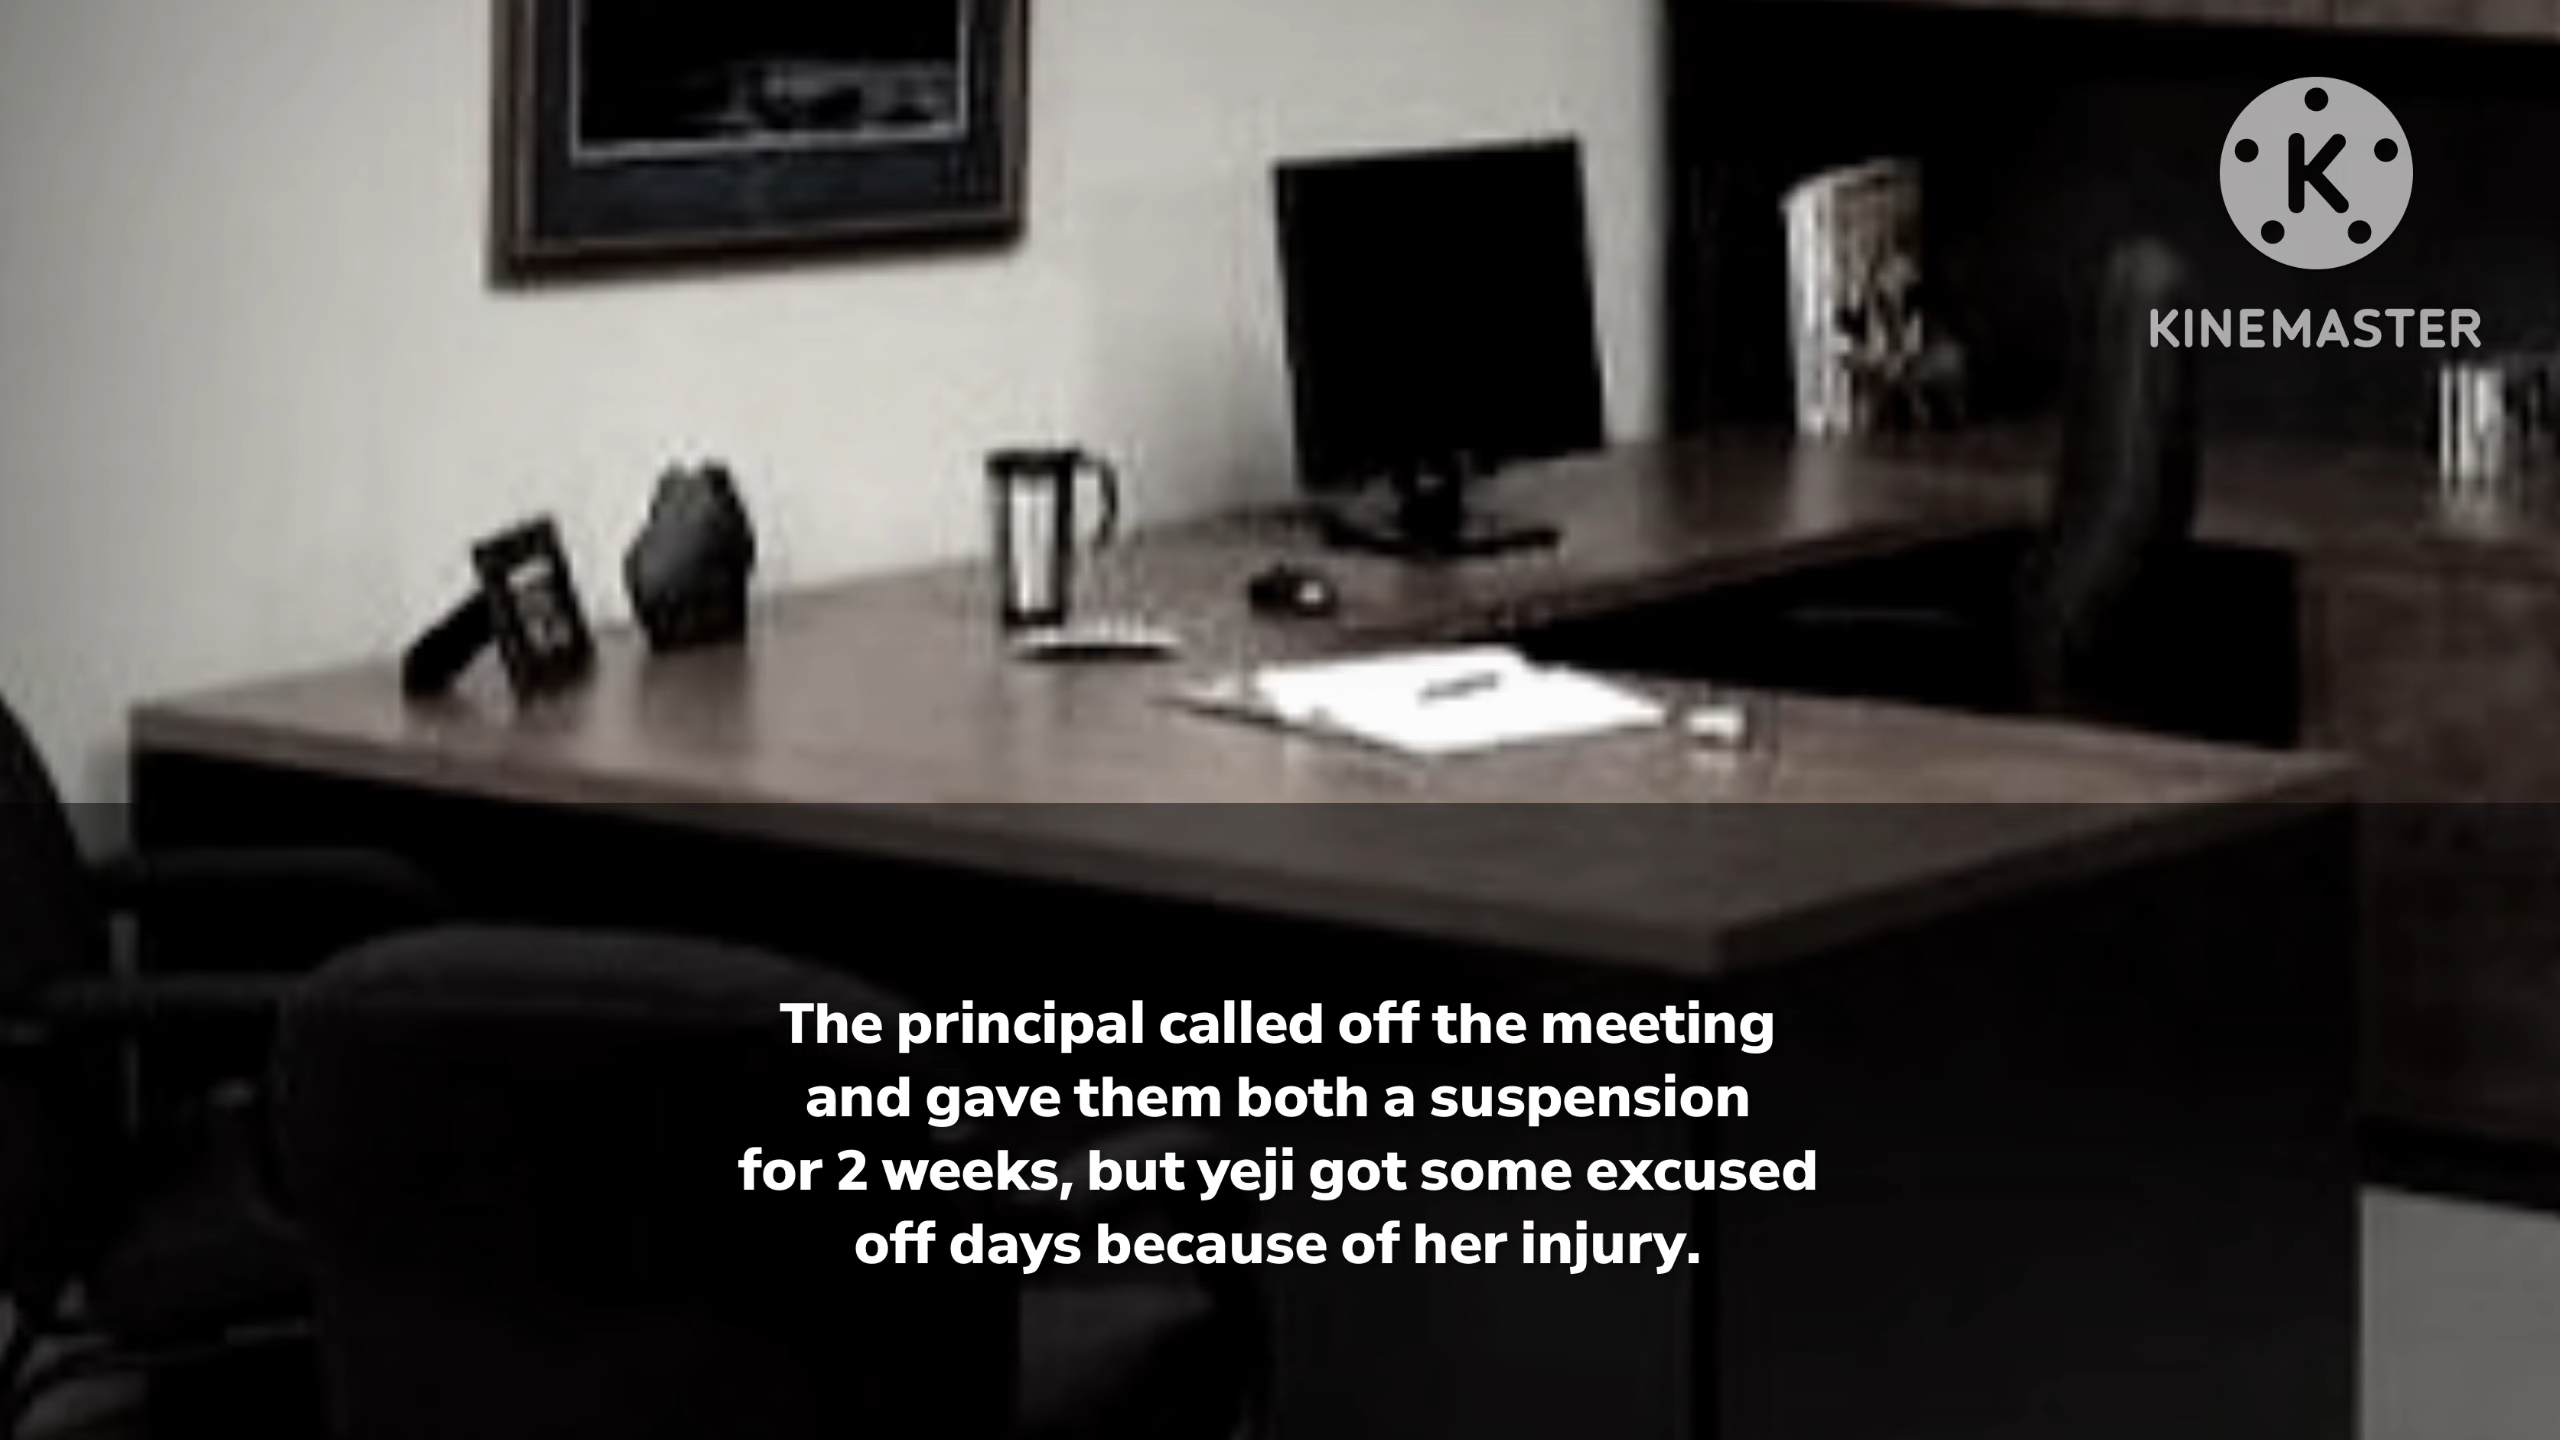 K
KINEMASTER
The principal called off the meeting
and gave them both a suspension
for 2 weeks, but yeji got some excused
off days because of her injury.